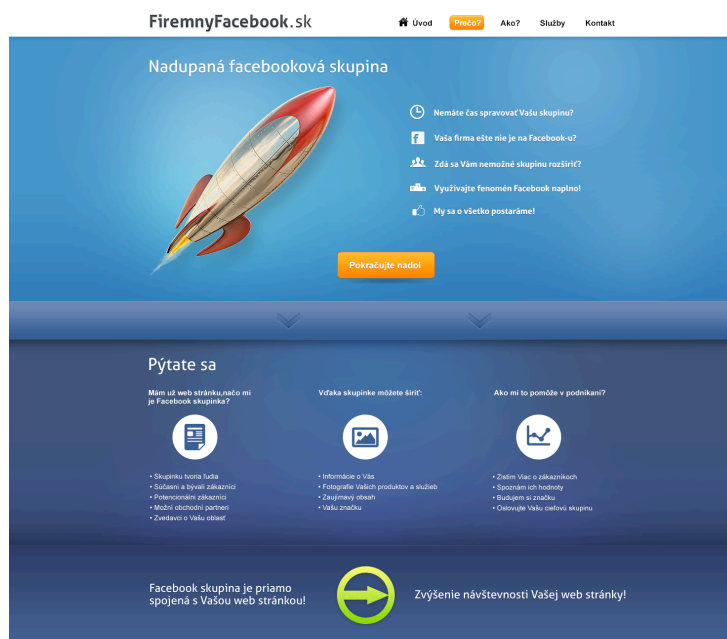 FiremnyFacebook.sk
Úvod
Prečo?
Ako?
Služby
Kontakt
Nadupaná facebooková skupina
Nemáte čas spravovať Vašu skupinu?
Vaša firma ešte nie je na Facebook-u?
Zdá sa Vám nemožné skupinu rozšíriť?
Využívajte fenomén Facebook naplno!
My sa o všetko postaráme!
Pokračujte nadol
Pýtate sa
Mám už web stránku,načo mi
je Facebook skupinka?
• Skupinku tvoria ľudia
• Súčasní a bývali zákazníci
• Potencionálni zákazníci
• Možní obchodní partneri
• Zvedavci o Vašu oblasť
Vďaka skupinke môžete šíriť:
• Informácie o Vás
• Fotografie Vašich produktov a služieb
• Zaujímavý obsah
• Vašu značku
Ako mi to pomôže v podnikaní?
• Zistím Viac o zákazníkoch
• Spoznám ich hodnoty
• Budujem si značku
• Oslovujte Vašu cieľovú skupinu
Facebook skupina je priamo
spojená s Vašou web stránkou!
Zvýšenie návštevnosti Vašej web stránky!